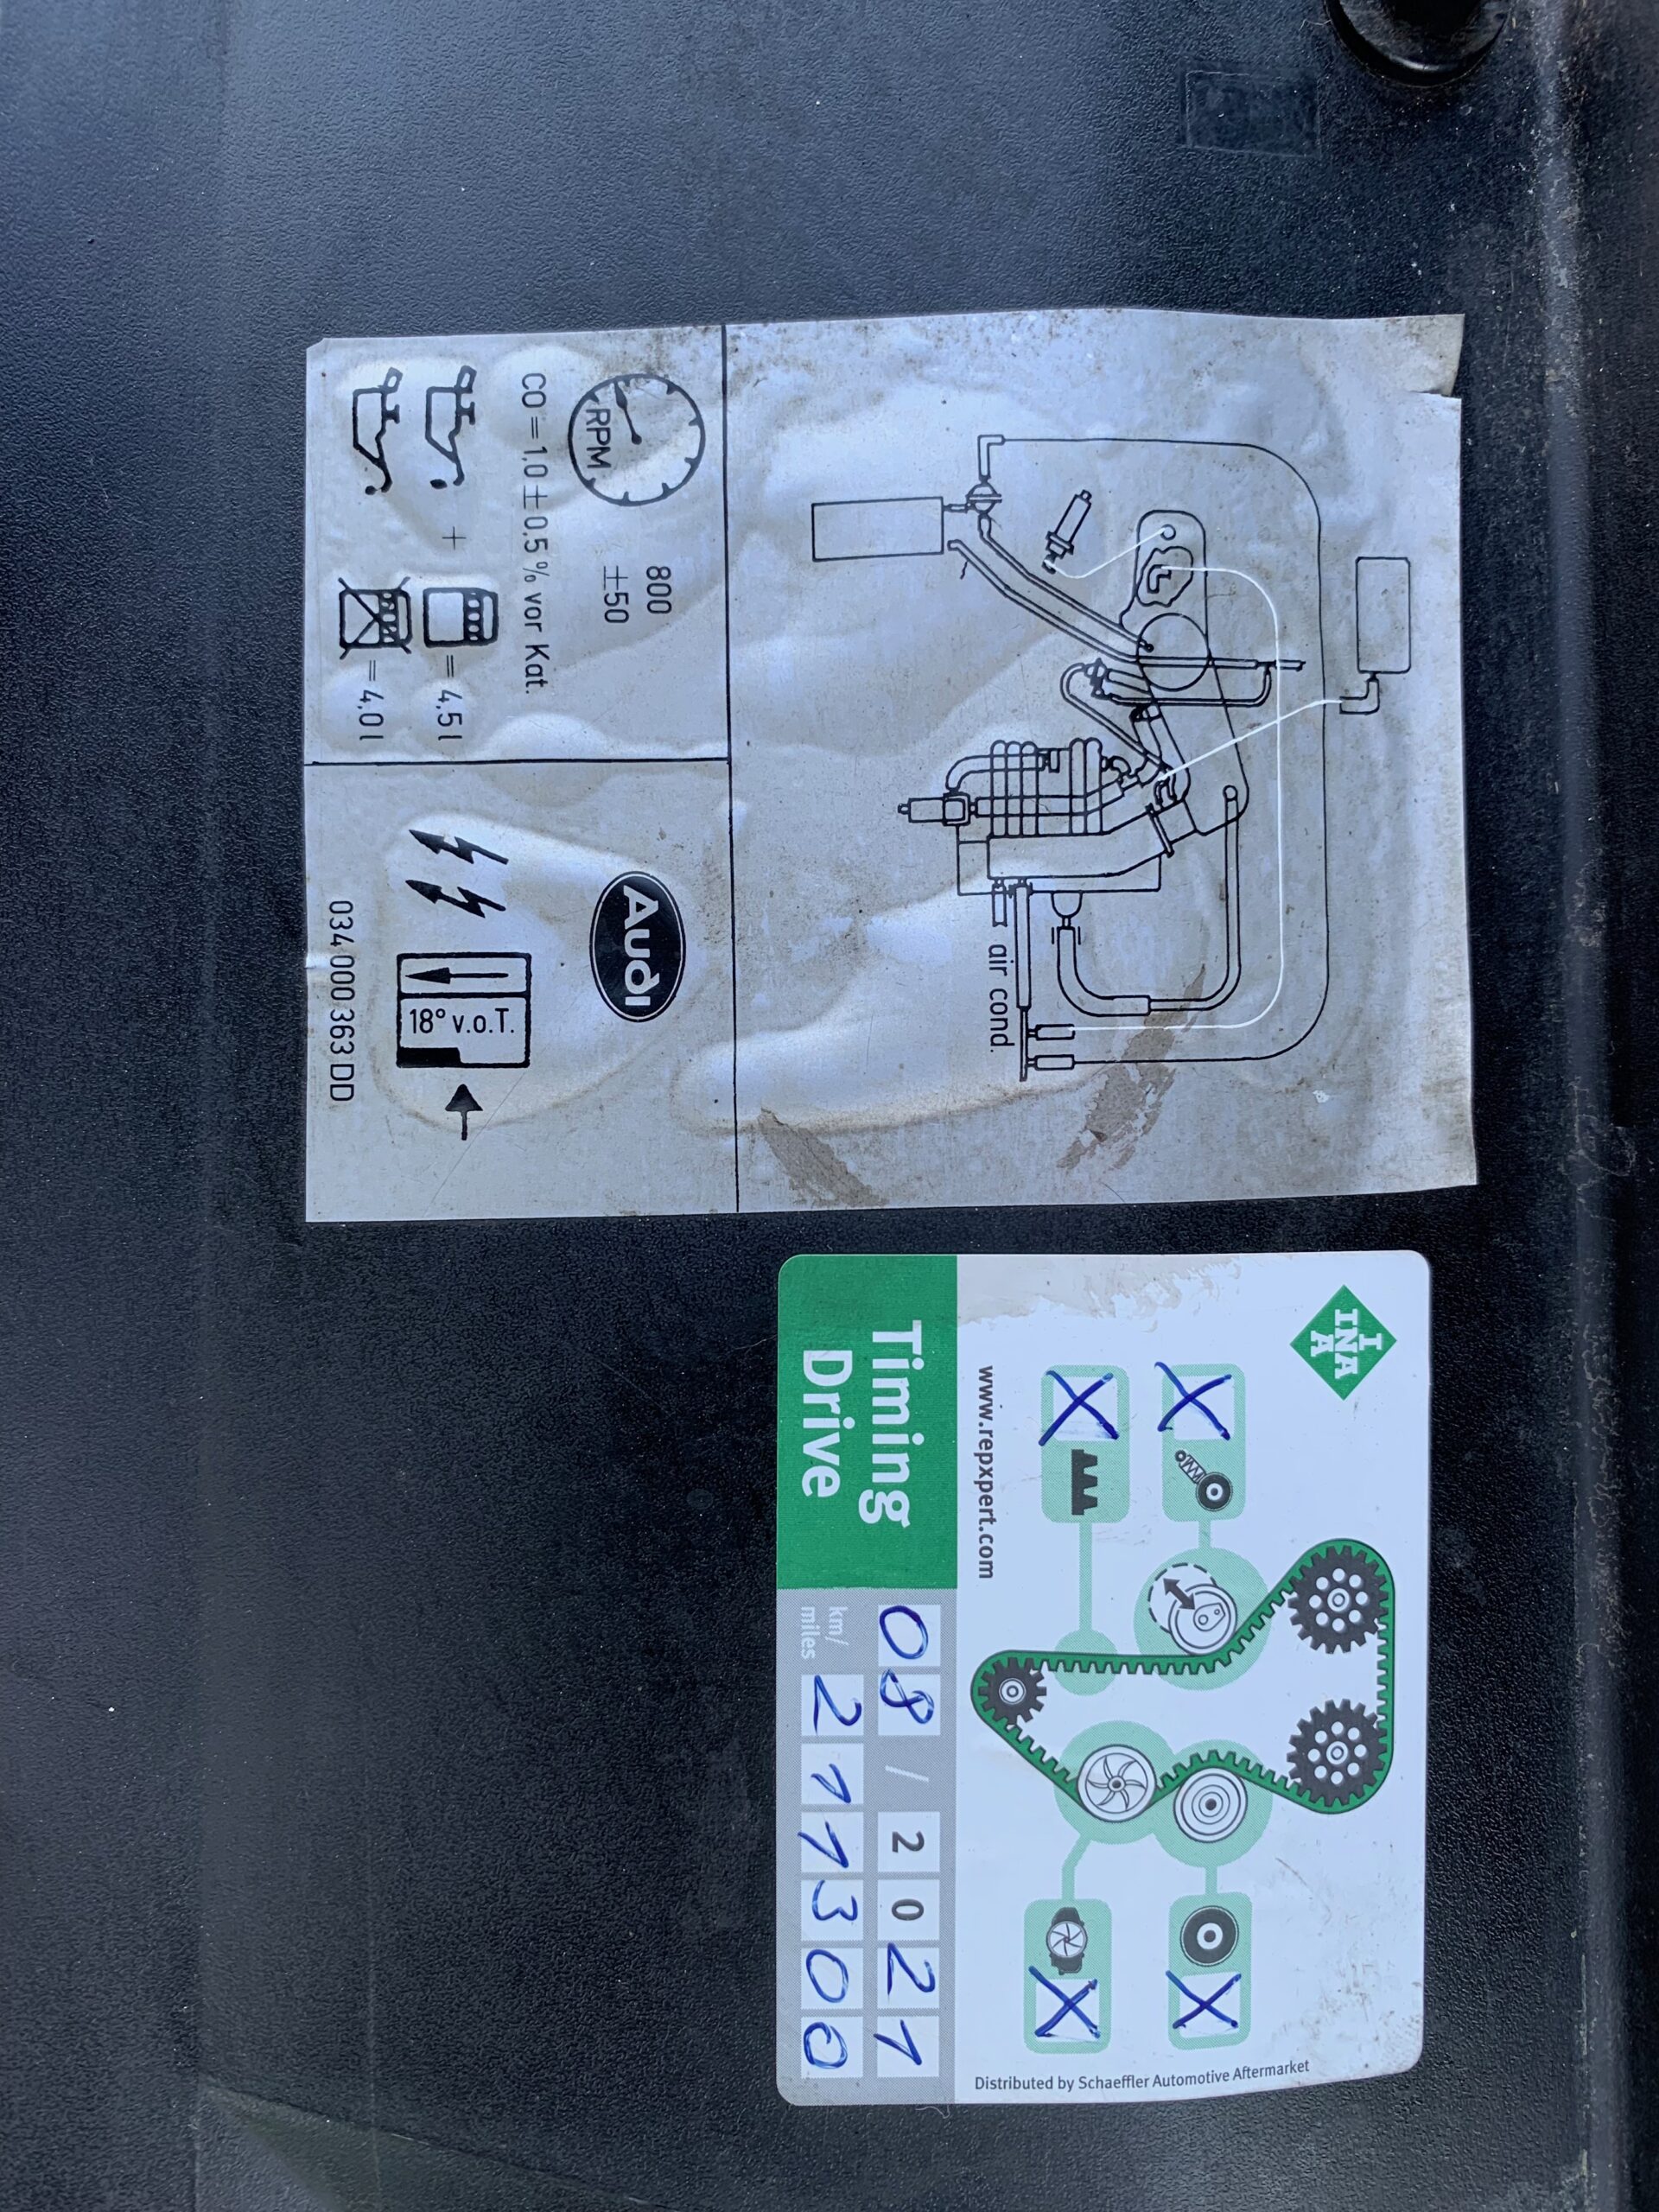 air cond.
RPM
800
±50
CO = 1,0 ± 0,5 % vor Kat.
+ = 4,5 l
= 4,0 l
Audi
18° v.o.T.
034 000 363 DD
INA
www.repxpert.com
Distributed by Schaeffler Automotive Aftermarket
Timing
Drive
08 / 2021
km/
miles
211300